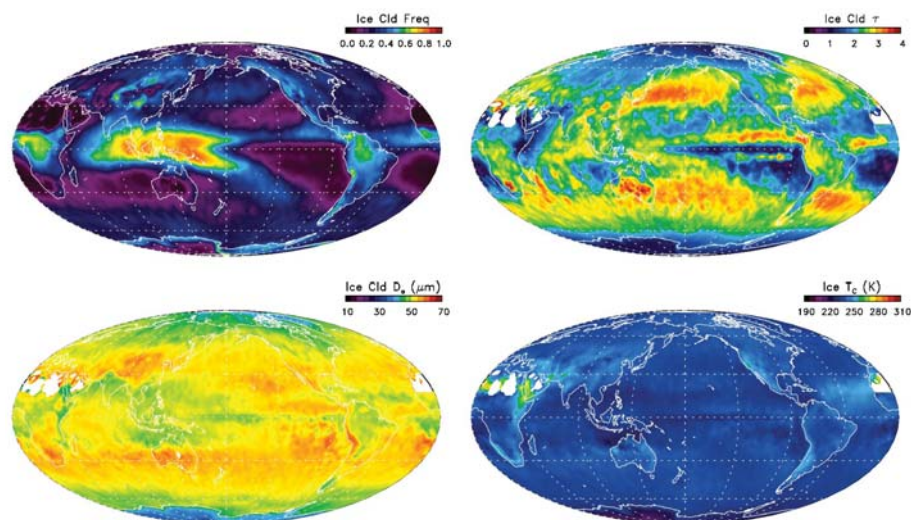 Ice Cld Freq
0.0 0.2 0.4 0.6 0.8 1.0
Ice Cld τ
0 1 2 3 4
Ice Cld Dₑ (μm)
10 30 50 70
Ice T_C (K)
190 220 250 280 310